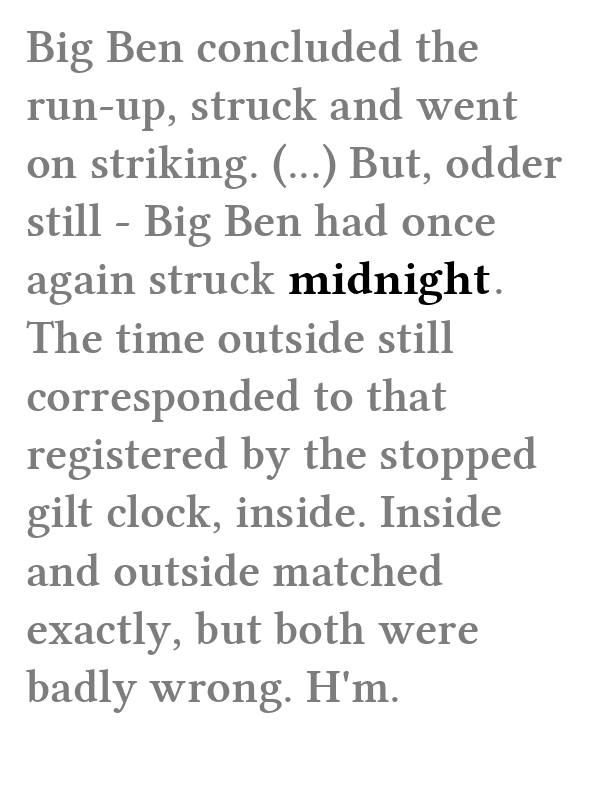 Big Ben concluded the
run-up, struck and went
on striking. (...) But, odder
still - Big Ben had once
again struck midnight.
The time outside still
corresponded to that
registered by the stopped
gilt clock, inside. Inside
and outside matched
exactly, but both were
badly wrong. H'm.